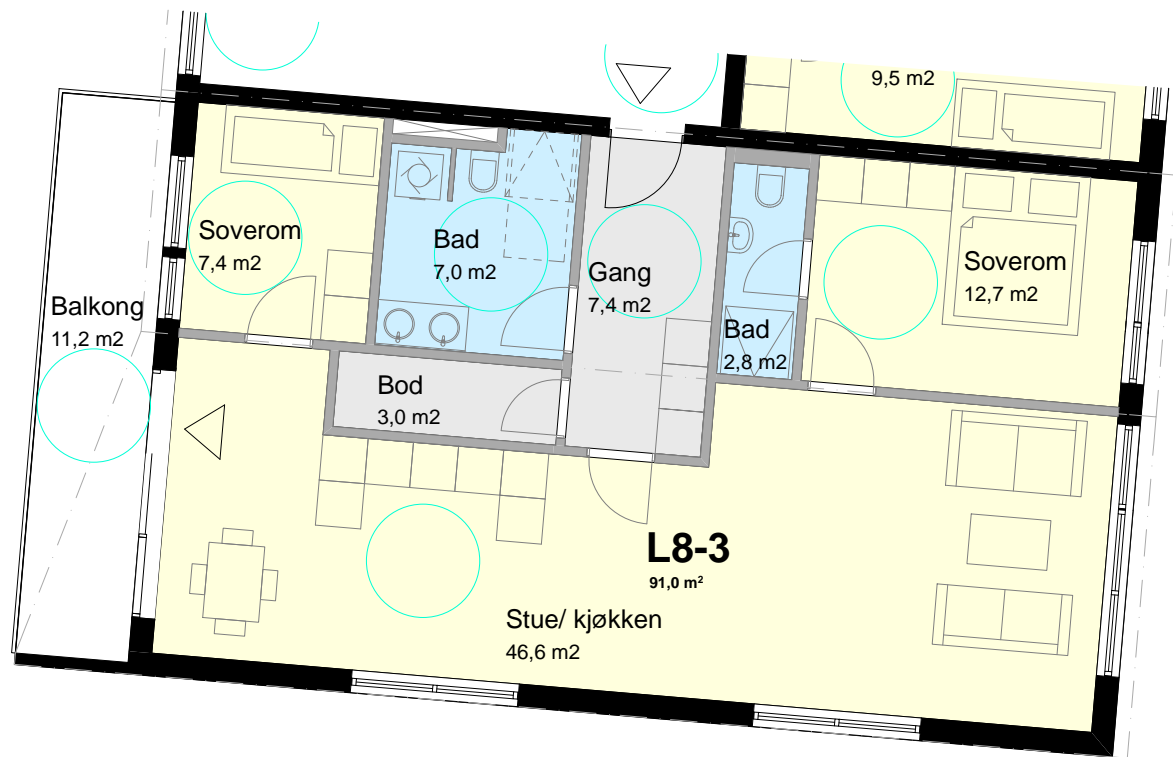 9,5 m2
Soverom
7,4 m2
Bad
7,0 m2
Gang
7,4 m2
Soverom
12,7 m2
Balkong
11,2 m2
Bad
2,8 m2
Bod
3,0 m2
L8-3
91,0 m²
Stue/ kjøkken
46,6 m2